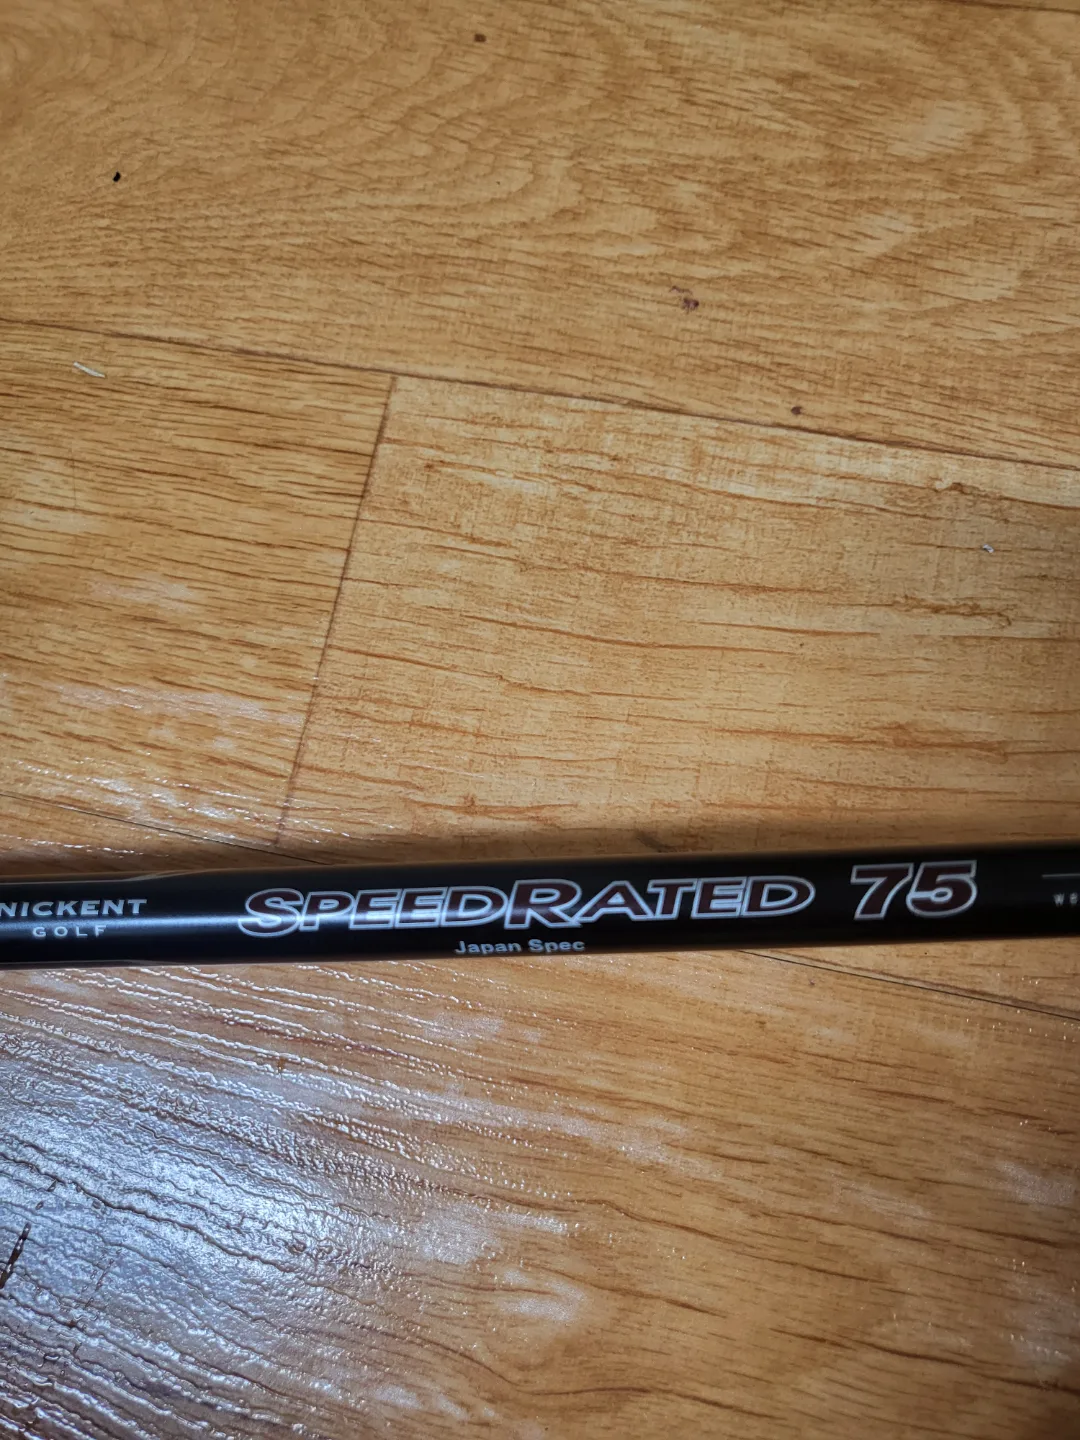 NICKENT
GOLF
SPEEDRATED 75
Japan Spec